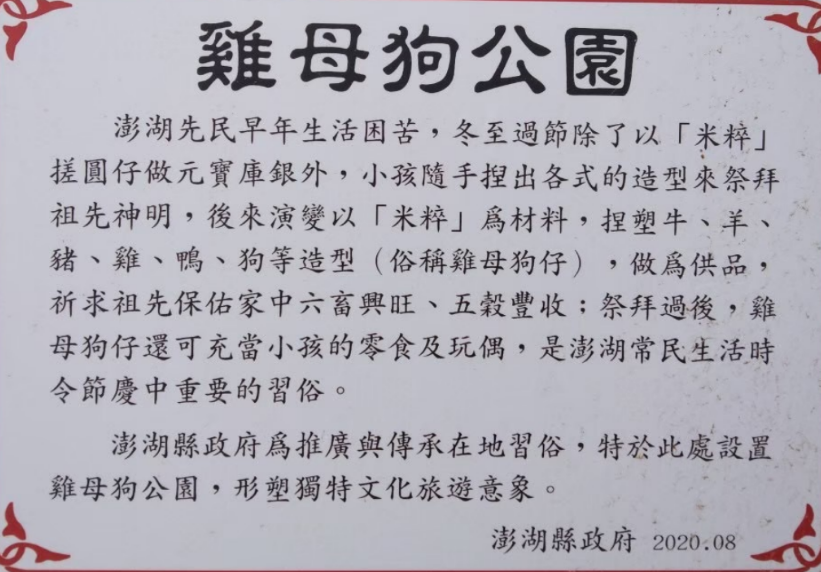 雞母狗公園
澎湖先民早年生活困苦，冬至過節除了以「米粹」
搓圓仔做元寶庫銀外，小孩隨手捏出各式的造型來祭拜
祖先神明，後來演變以「米粹」為材料，捏塑牛、羊、
豬、雞、鴨、狗等造型（俗稱雞母狗仔），做為供品，
祈求祖先保佑家中六畜興旺、五穀豐收；祭拜過後，雞
母狗仔還可充當小孩的零食及玩偶，是澎湖常民生活時
令節慶中重要的習俗。
澎湖縣政府為推廣與傳承在地習俗，特於此處設置
雞母狗公園，形塑獨特文化旅遊意象。
澎湖縣政府 2020.08